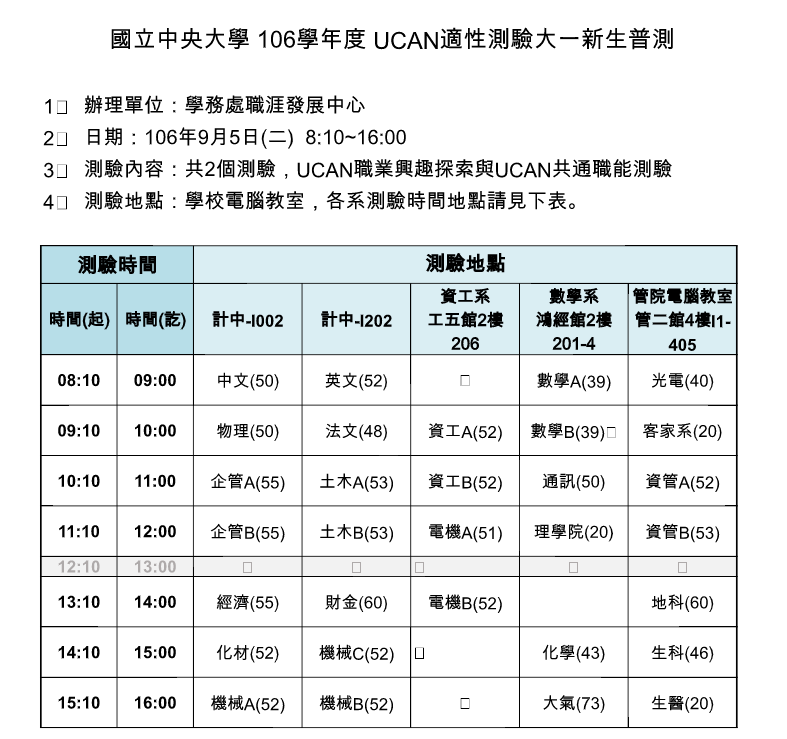 國立中央大學 106學年度 UCAN適性測驗大一新生普測
1□ 辦理單位：學務處職涯發展中心
2□ 日期：106年9月5日(二) 8:10~16:00
3□ 測驗內容：共2個測驗，UCAN職業興趣探索與UCAN共通職能測驗
4□ 測驗地點：學校電腦教室，各系測驗時間地點請見下表。
測驗時間 測驗地點
時間(起) 時間(訖) 計中-I002 計中-I202 資工系 工五館2樓 206 數學系 鴻經館2樓 201-4 管院電腦教室 管二館4樓I1-405
08:10 09:00 中文(50) 英文(52) □ 數學A(39) 光電(40)
09:10 10:00 物理(50) 法文(48) 資工A(52) 數學B(39)□ 客家系(20)
10:10 11:00 企管A(55) 土木A(53) 資工B(52) 通訊(50) 資管A(52)
11:10 12:00 企管B(55) 土木B(53) 電機A(51) 理學院(20) 資管B(53)
12:10 13:00 □ □ □ □ □
13:10 14:00 經濟(55) 財金(60) 電機B(52) 地科(60)
14:10 15:00 化材(52) 機械C(52) □ 化學(43) 生科(46)
15:10 16:00 機械A(52) 機械B(52) □ 大氣(73) 生醫(20)